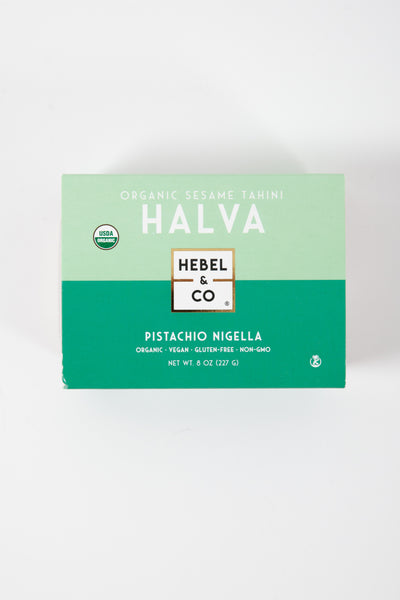 ORGANIC SESAME TAHINI
HALVA
USDA
ORGANIC
HEBEL
&
CO
®
PISTACHIO NIGELLA
ORGANIC • VEGAN • GLUTEN-FREE • NON-GMO
NET WT. 8 OZ (227 G)